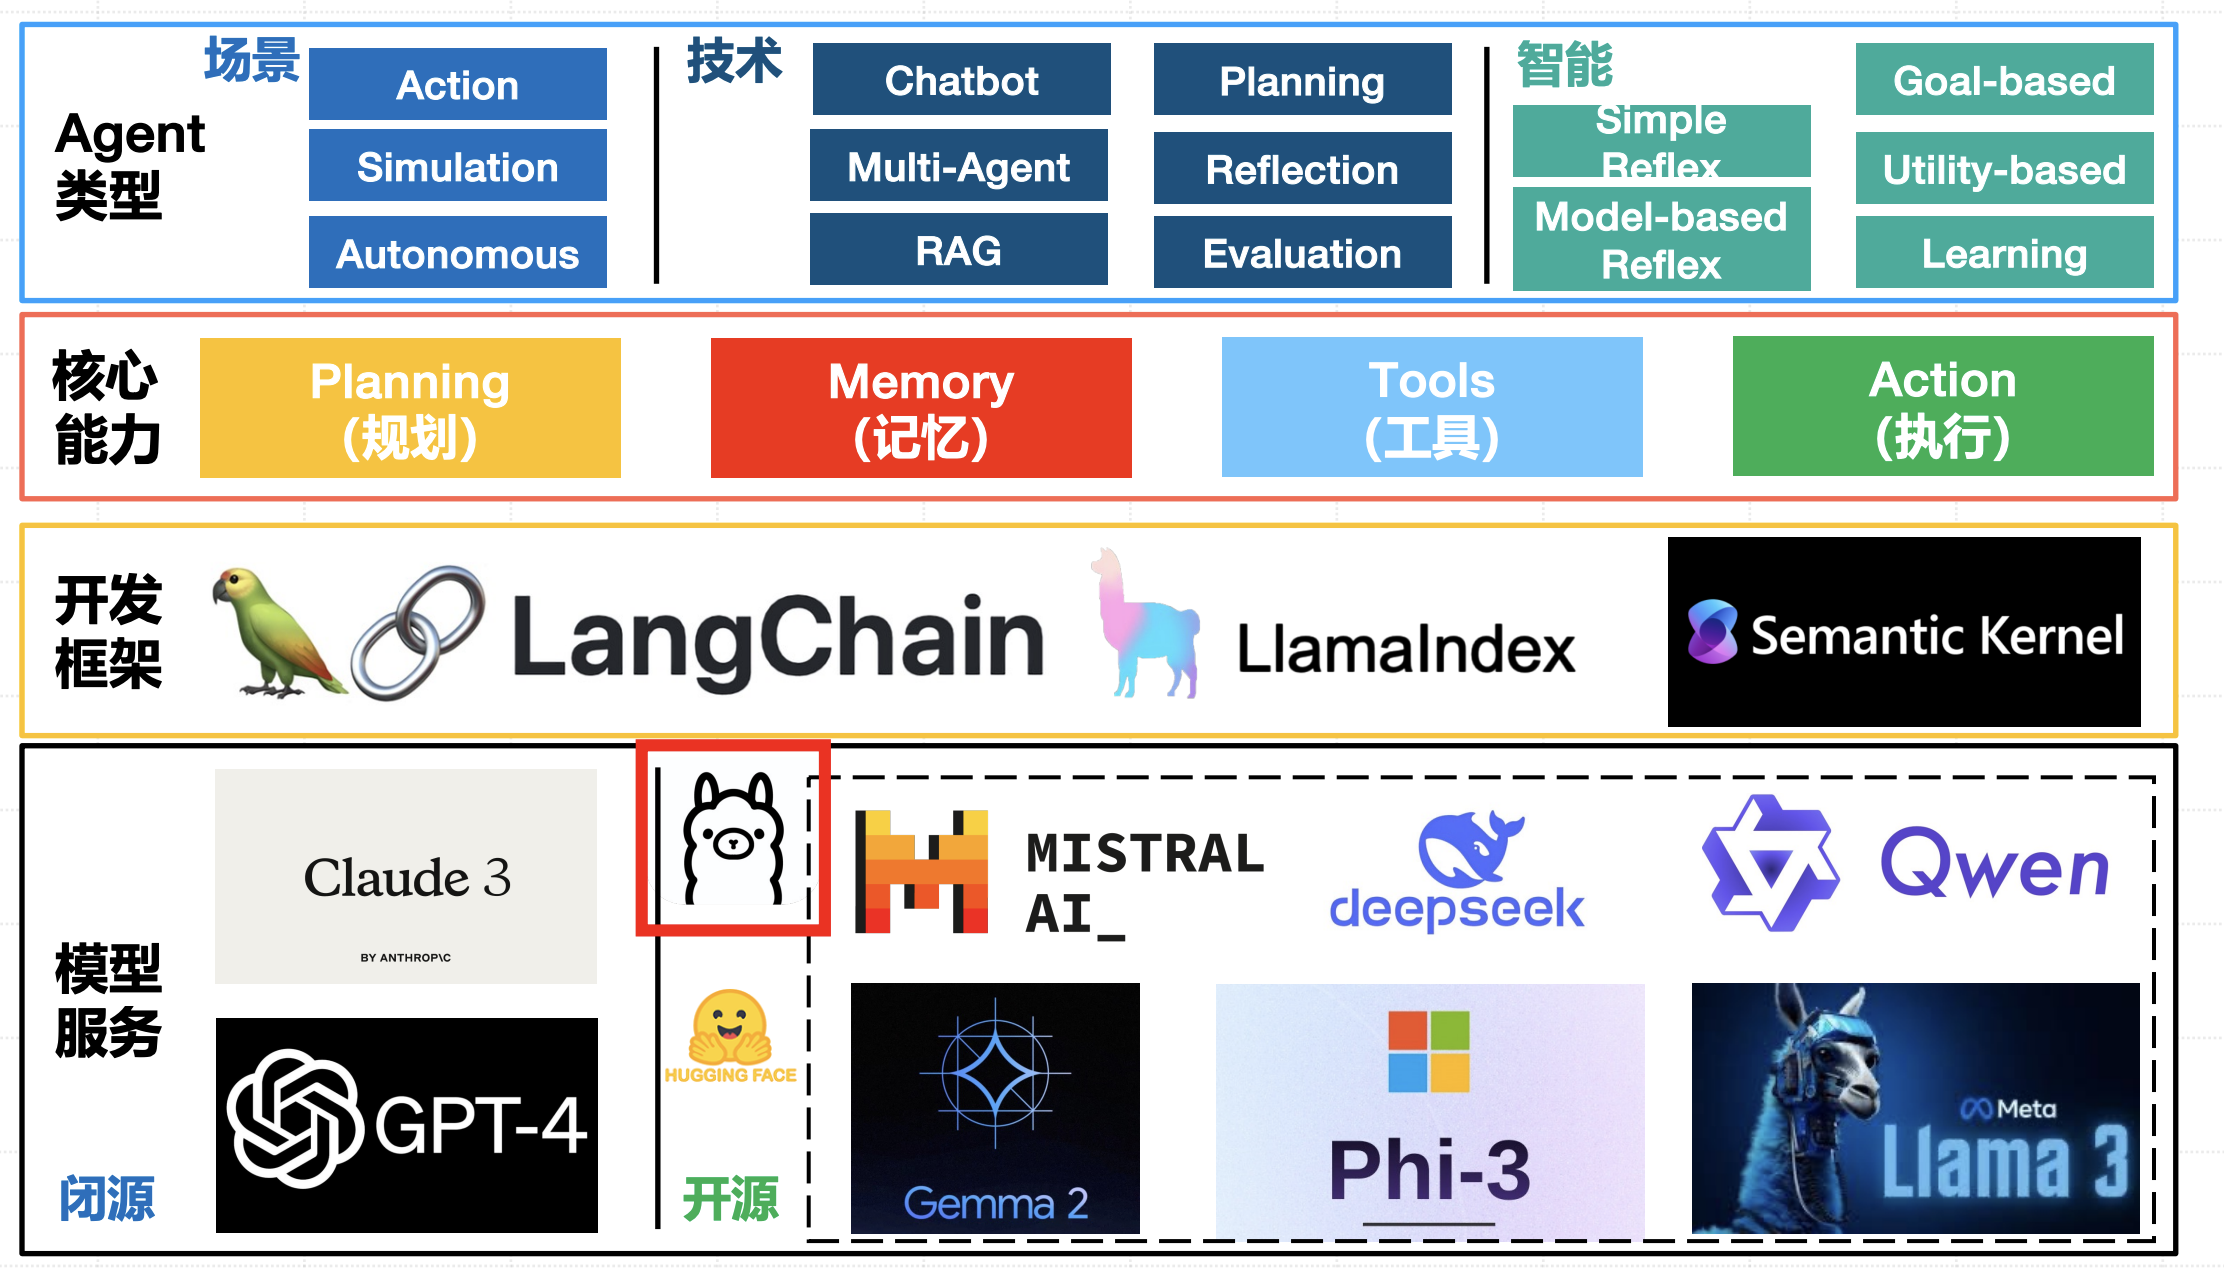 Agent
类型
场景
Action
Simulation
Autonomous
技术
Chatbot
Multi-Agent
RAG
Planning
Reflection
Evaluation
智能
Simple
Reflex
Model-based
Reflex
Goal-based
Utility-based
Learning
核心
能力
Planning
(规划)
Memory
(记忆)
Tools
(工具)
Action
(执行)
开发
框架
LangChain
LlamaIndex
Semantic Kernel
模型
服务
闭源
Claude 3
BY ANTHROP\C
GPT-4
HUGGING FACE
开源
MISTRAL
AI_
deepseek
Qwen
Gemma 2
Phi-3
Meta
Llama 3